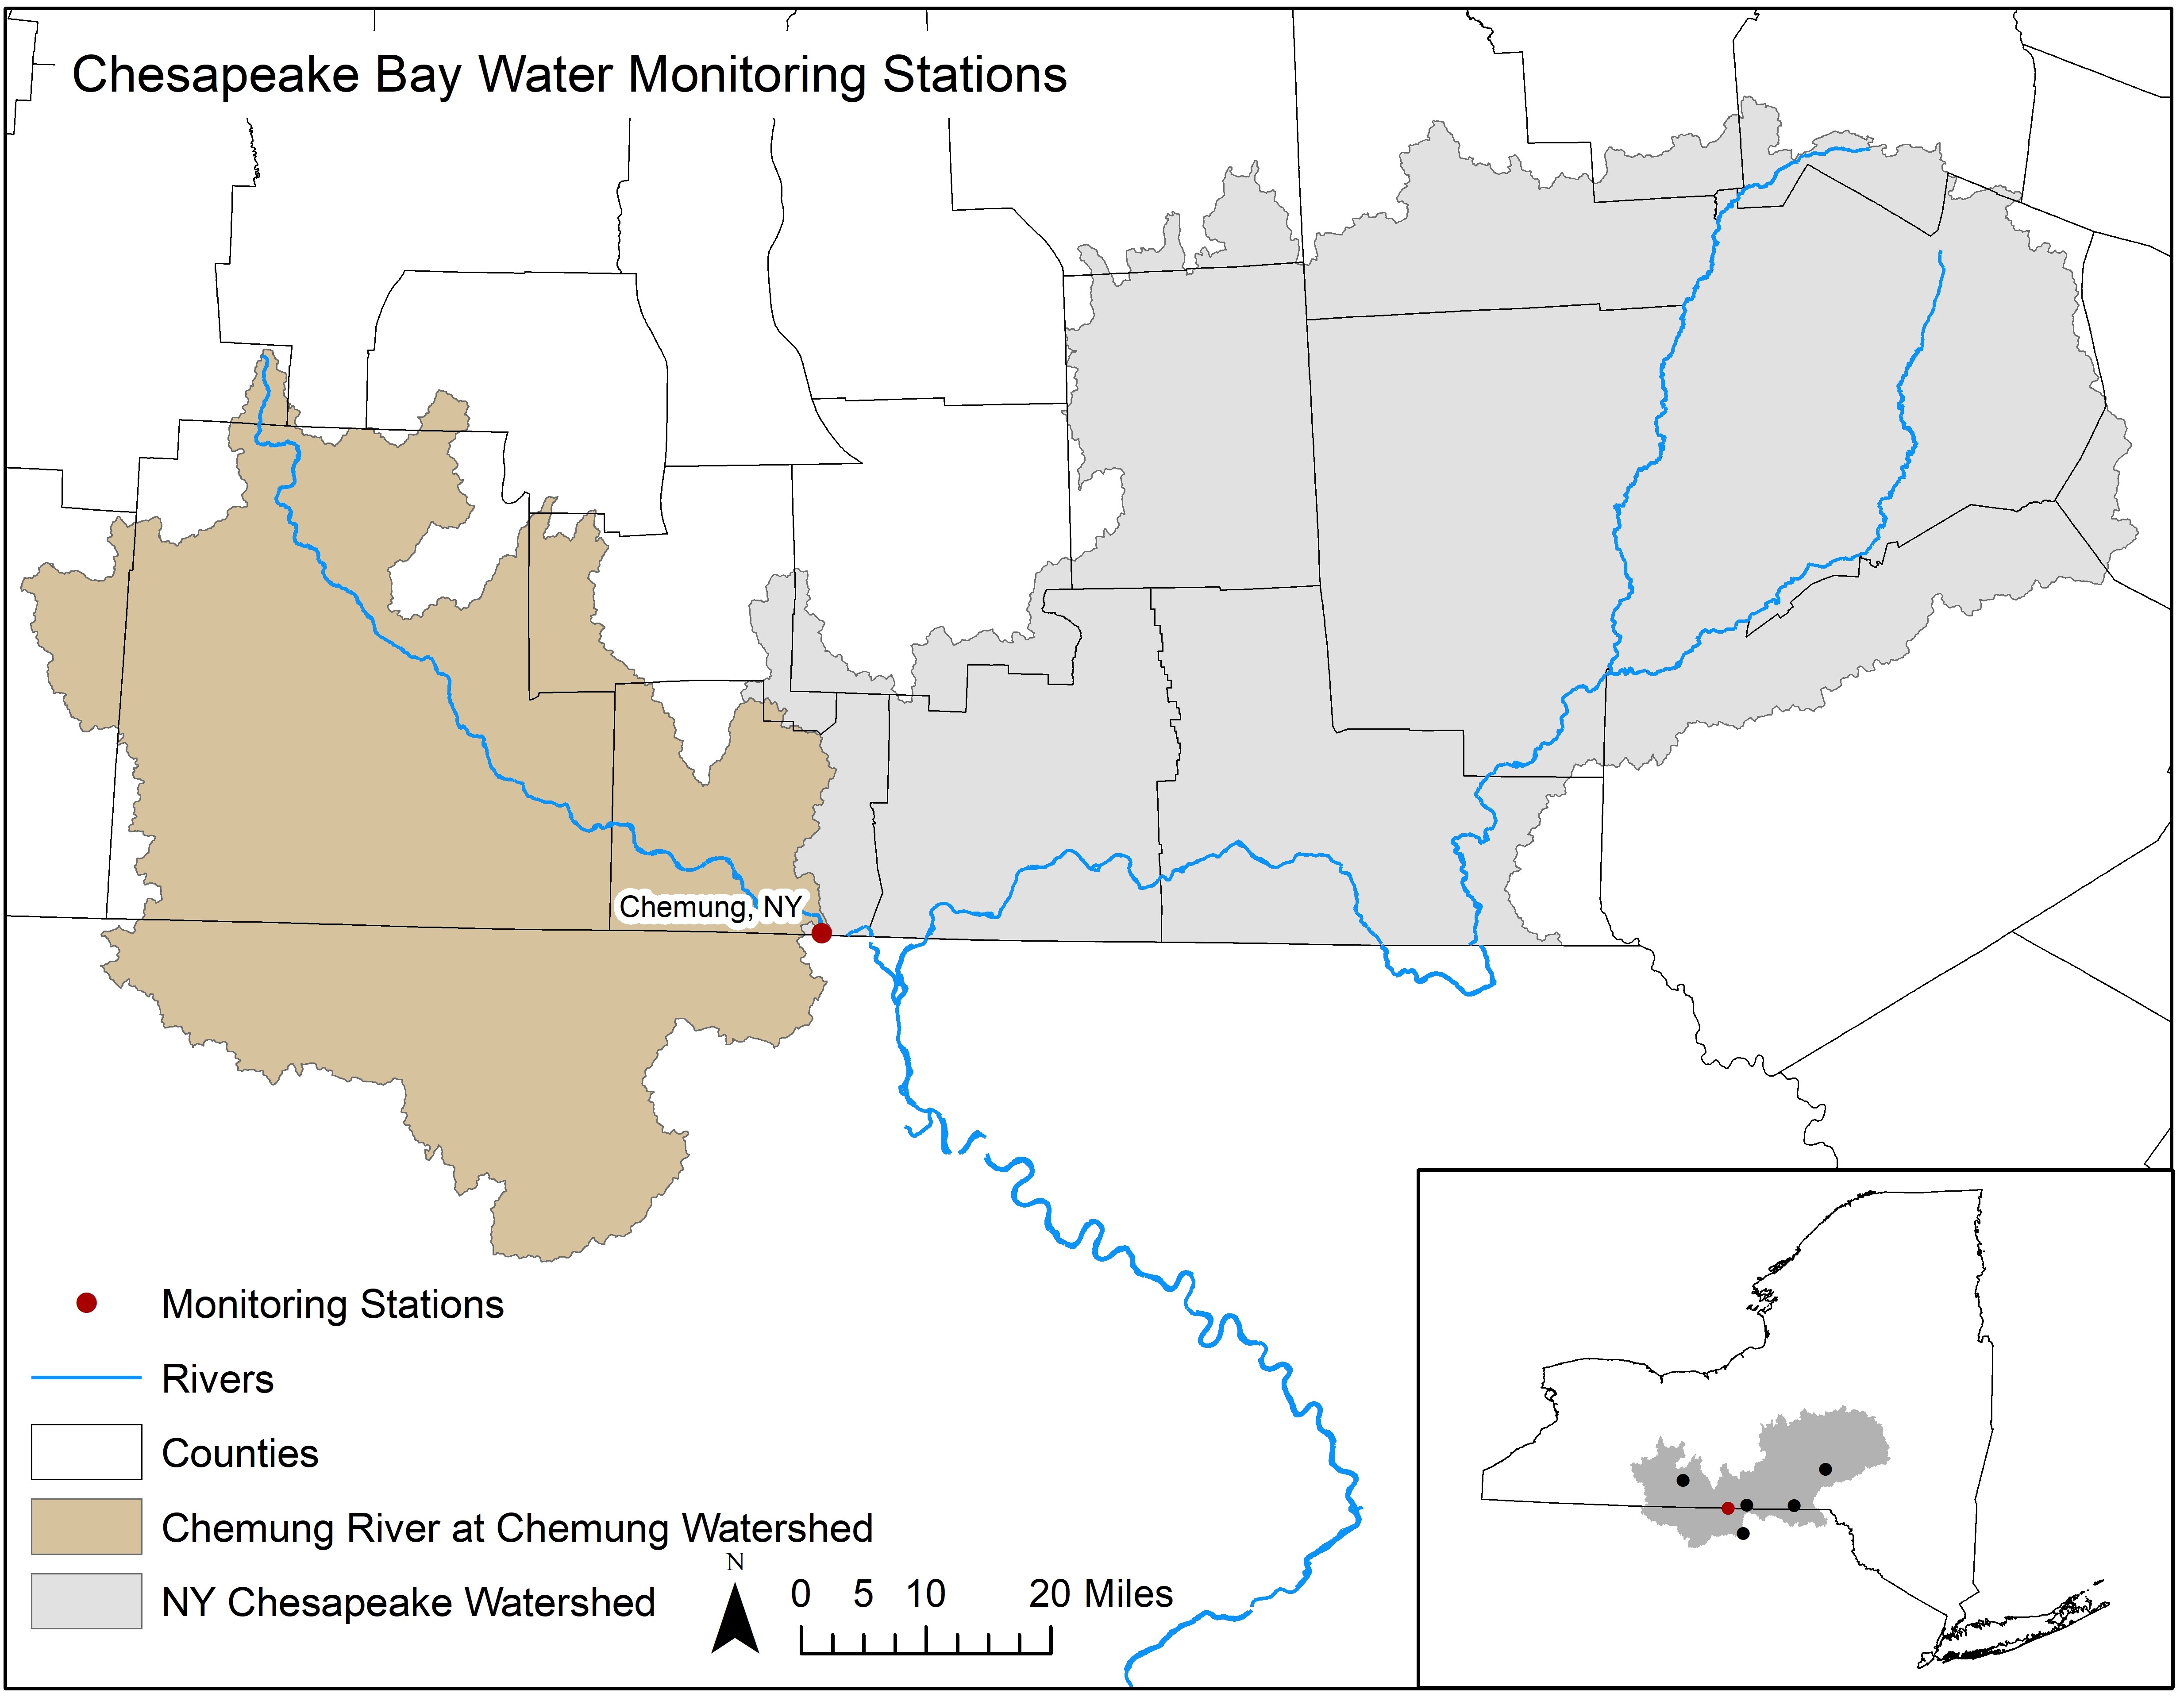 Chesapeake Bay Water Monitoring Stations
Chemung, NY
Monitoring Stations
Rivers
Counties
Chemung River at Chemung Watershed
NY Chesapeake Watershed
N
0 5 10 20 Miles